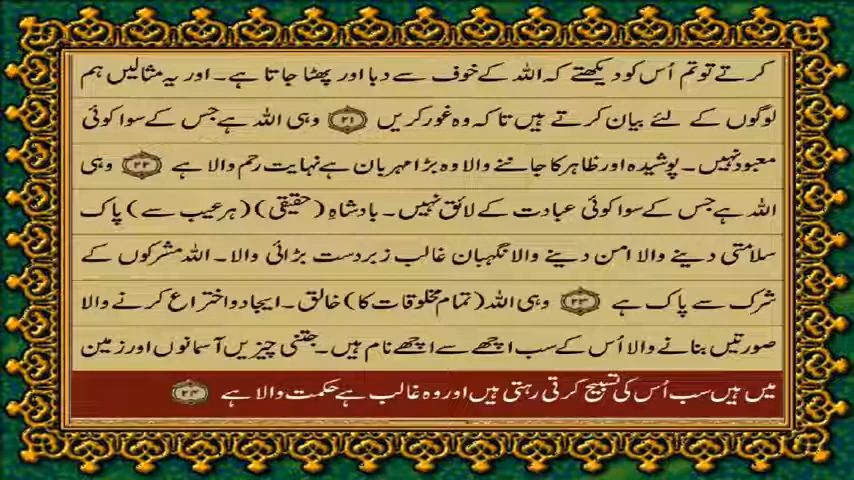 کرتے تو تم اُس کو دیکھتے کہ اللہ کے خوف سے دبا اور پھٹا جاتا ہے۔ اور یہ مثالیں ہم
لوگوں کے لئے بیان کرتے ہیں تا کہ وہ غور کریں ۲۱ وہی اللہ ہے جس کے سوا کوئی
معبود نہیں۔ پوشیدہ اور ظاہر کا جاننے والا وہ بڑا مہربان ہے نہایت رحم والا ہے ۲۲ وہی
اللہ ہے جس کے سوا کوئی عبادت کے لائق نہیں۔ بادشاہِ (حقیقی) (ہر عیب سے) پاک
سلامتی دینے والا امن دینے والا نگہبان غالب زبردست بڑائی والا۔ اللہ مشرکوں کے
شرک سے پاک ہے ۲۳ وہی اللہ (تمام مخلوقات کا) خالق۔ ایجاد و اختراع کرنے والا
صورتیں بنانے والا اُس کے سب اچھے سے اچھے نام ہیں۔ جتنی چیزیں آسمانوں اور زمین
میں ہیں سب اُس کی تسبیح کرتی رہتی ہیں اور وہ غالب ہے حکمت والا ہے ۲۴